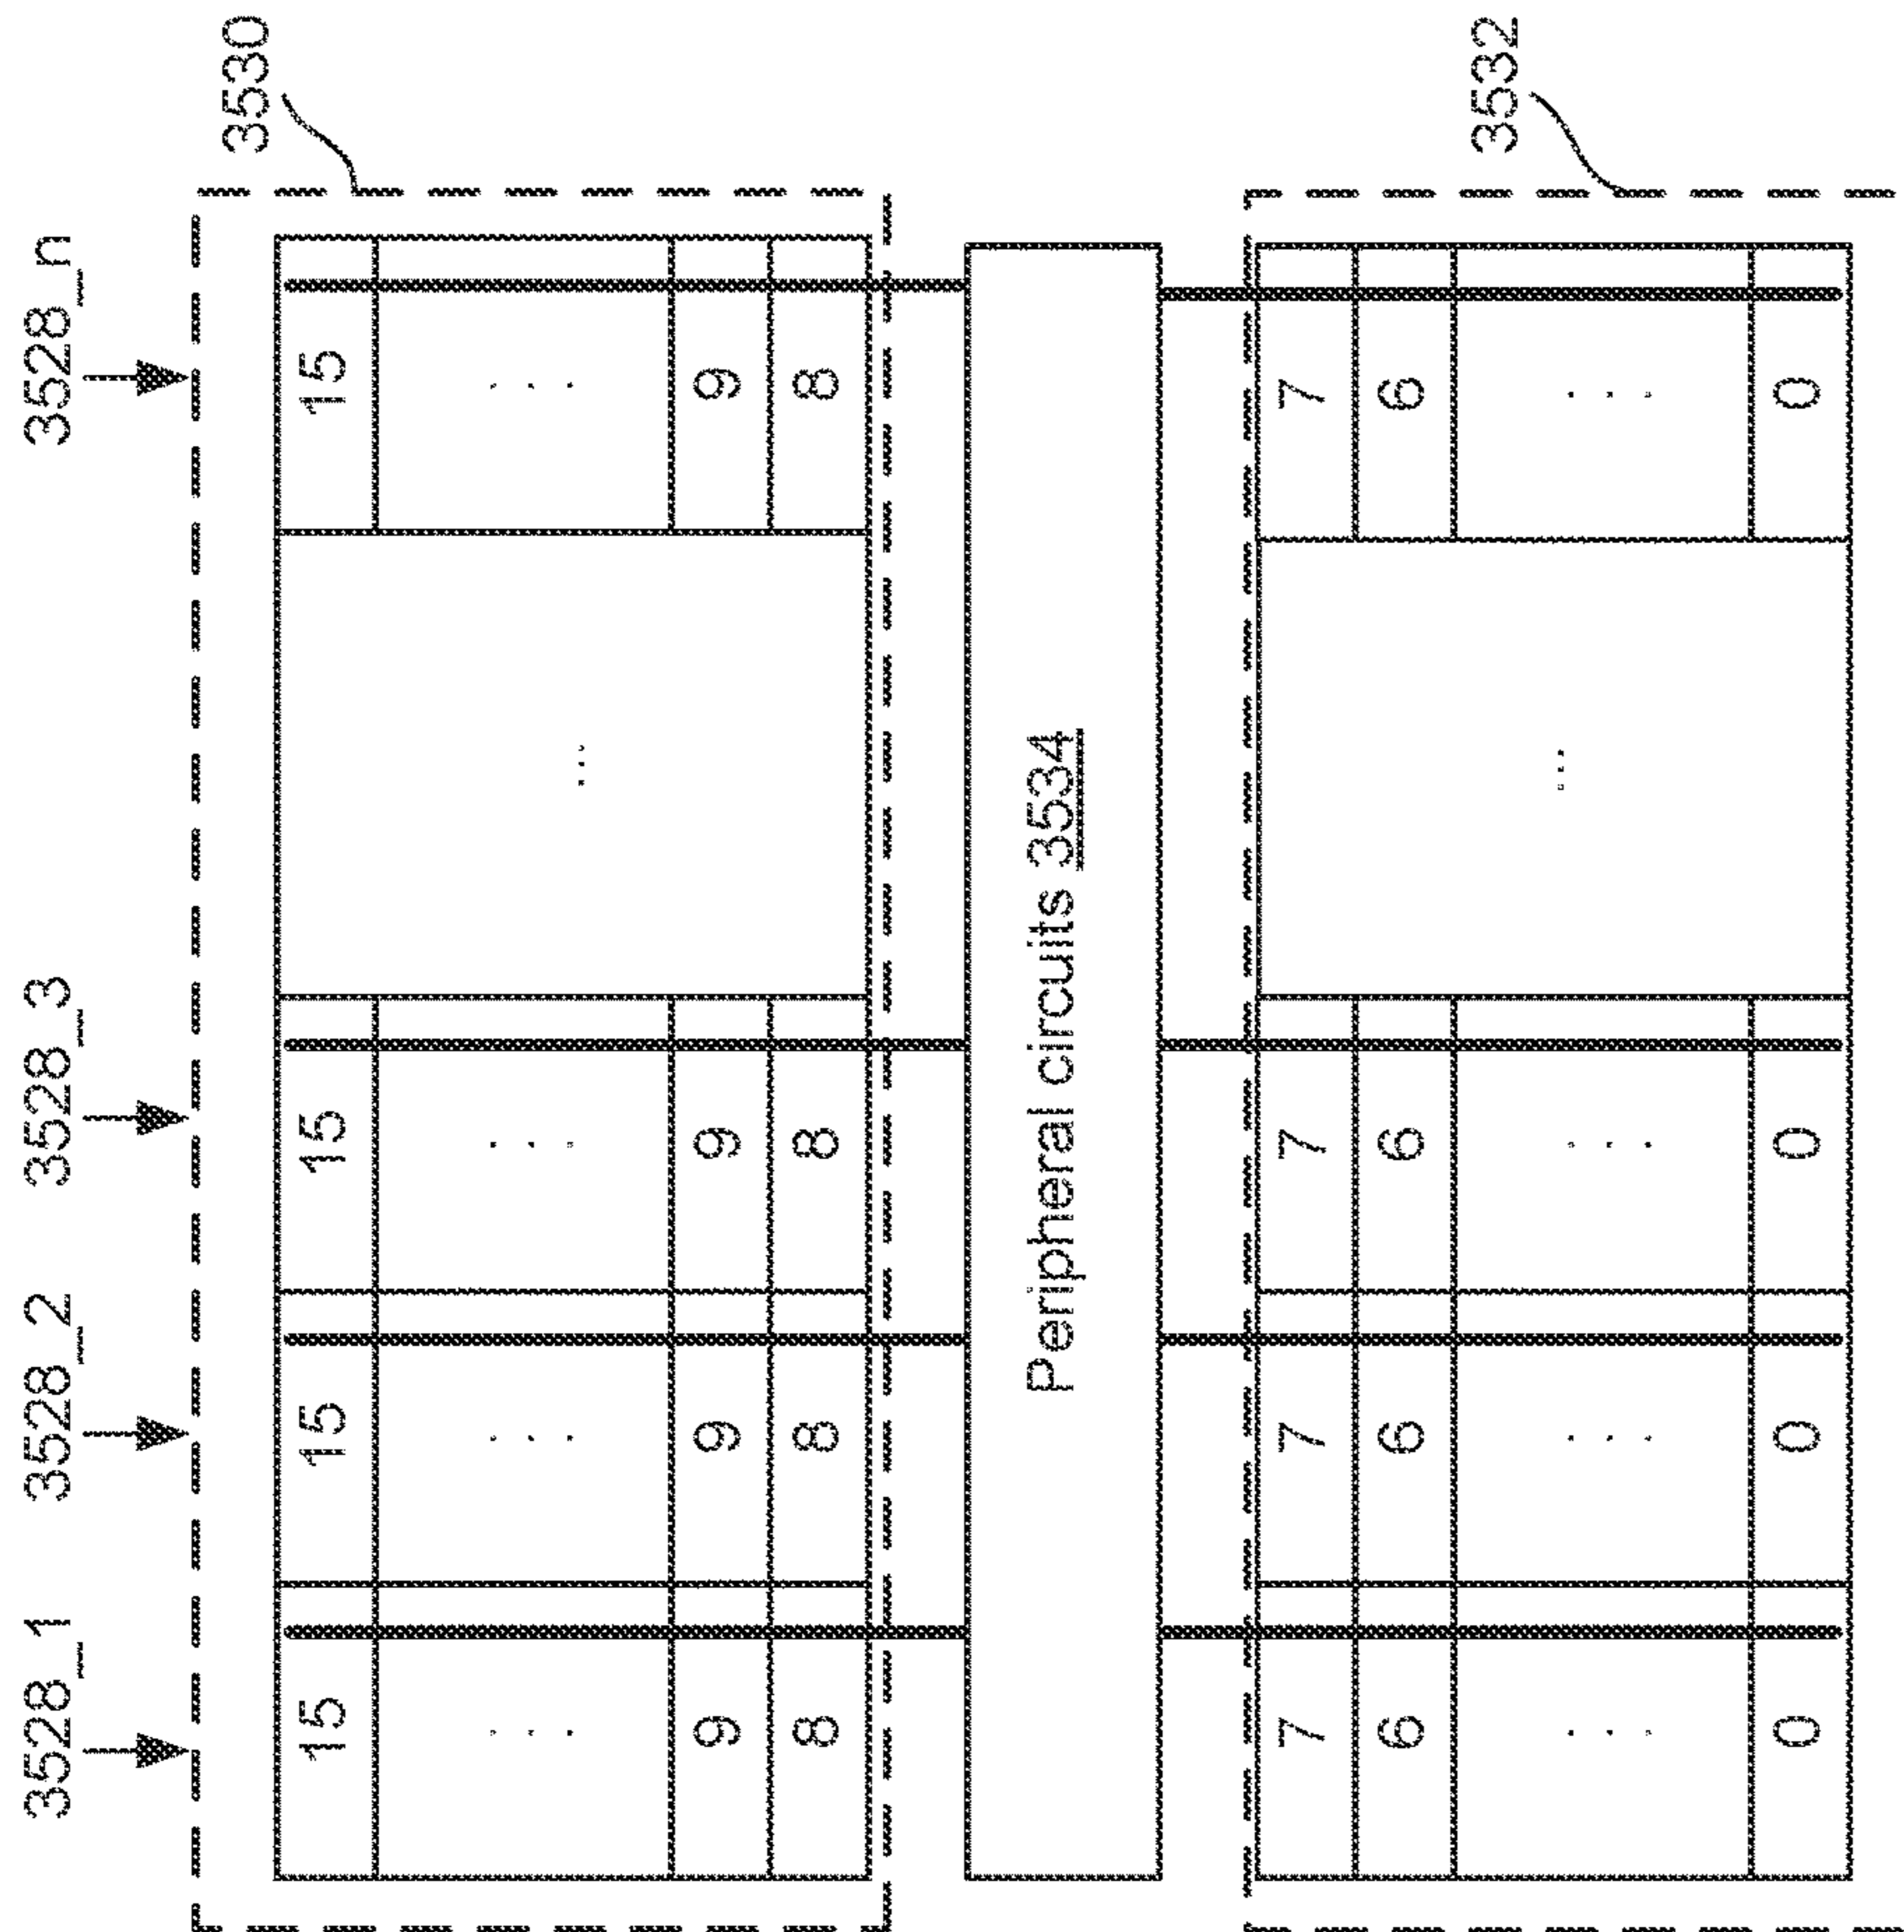 3528_1 3528_2 3528_3 3528_n
3530
15 15 15 15
... ... ... ... ...
9 9 9 9
8 8 8 8
Peripheral circuits 3534
7 7 7 7
6 6 6 6
3532
... ... ... ... ...
0 0 0 0